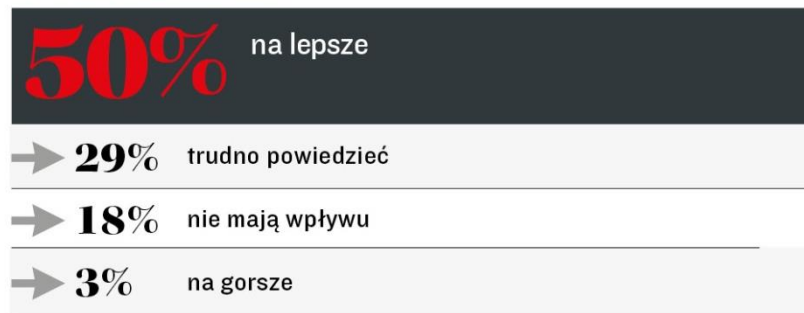 50% na lepsze
29% trudno powiedzieć
18% nie mają wpływu
3% na gorsze